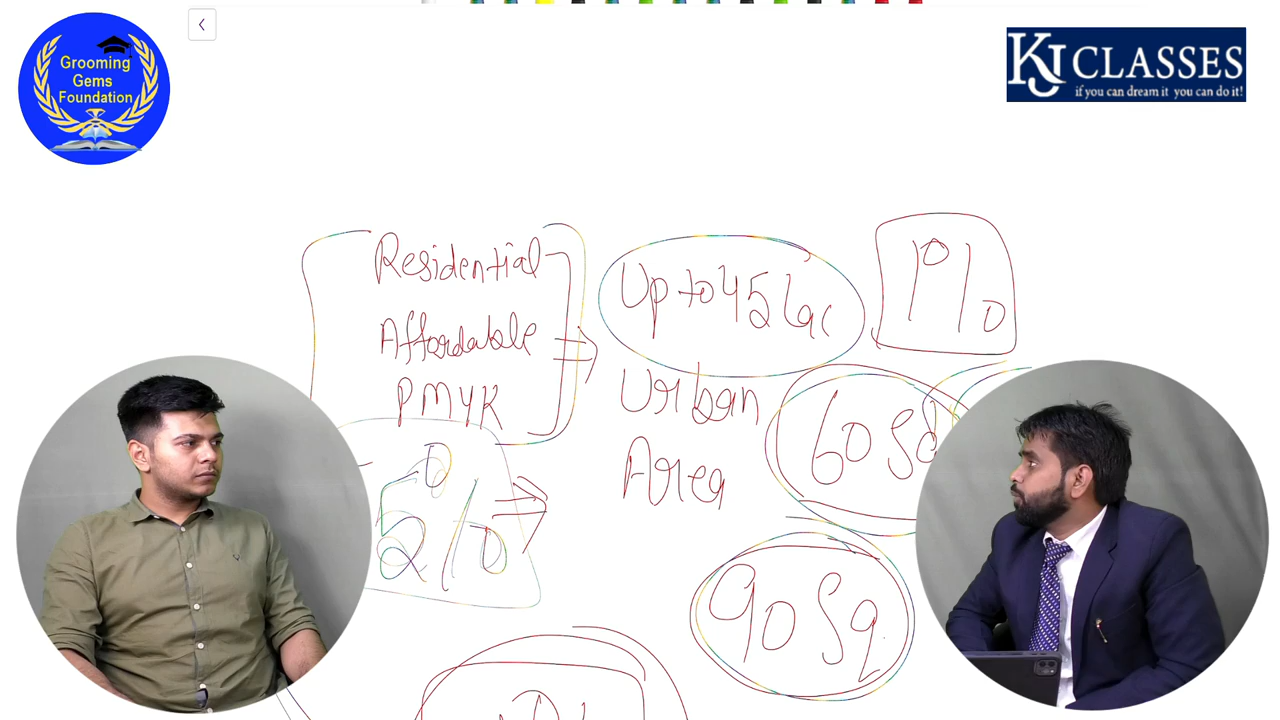 Grooming
Gems
Foundation
KJ CLASSES
if you can dream it you can do it!
Residential
Affordable
PMYK
Up to 45 Lac
1%
Urban
Area
60 Sq
5%
90 Sq